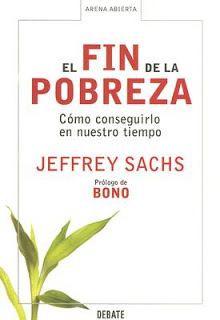 ARENA ABIERTA
EL FIN DE LA
POBREZA
Cómo conseguirlo
en nuestro tiempo
JEFFREY SACHS
Prólogo de
BONO
DEBATE